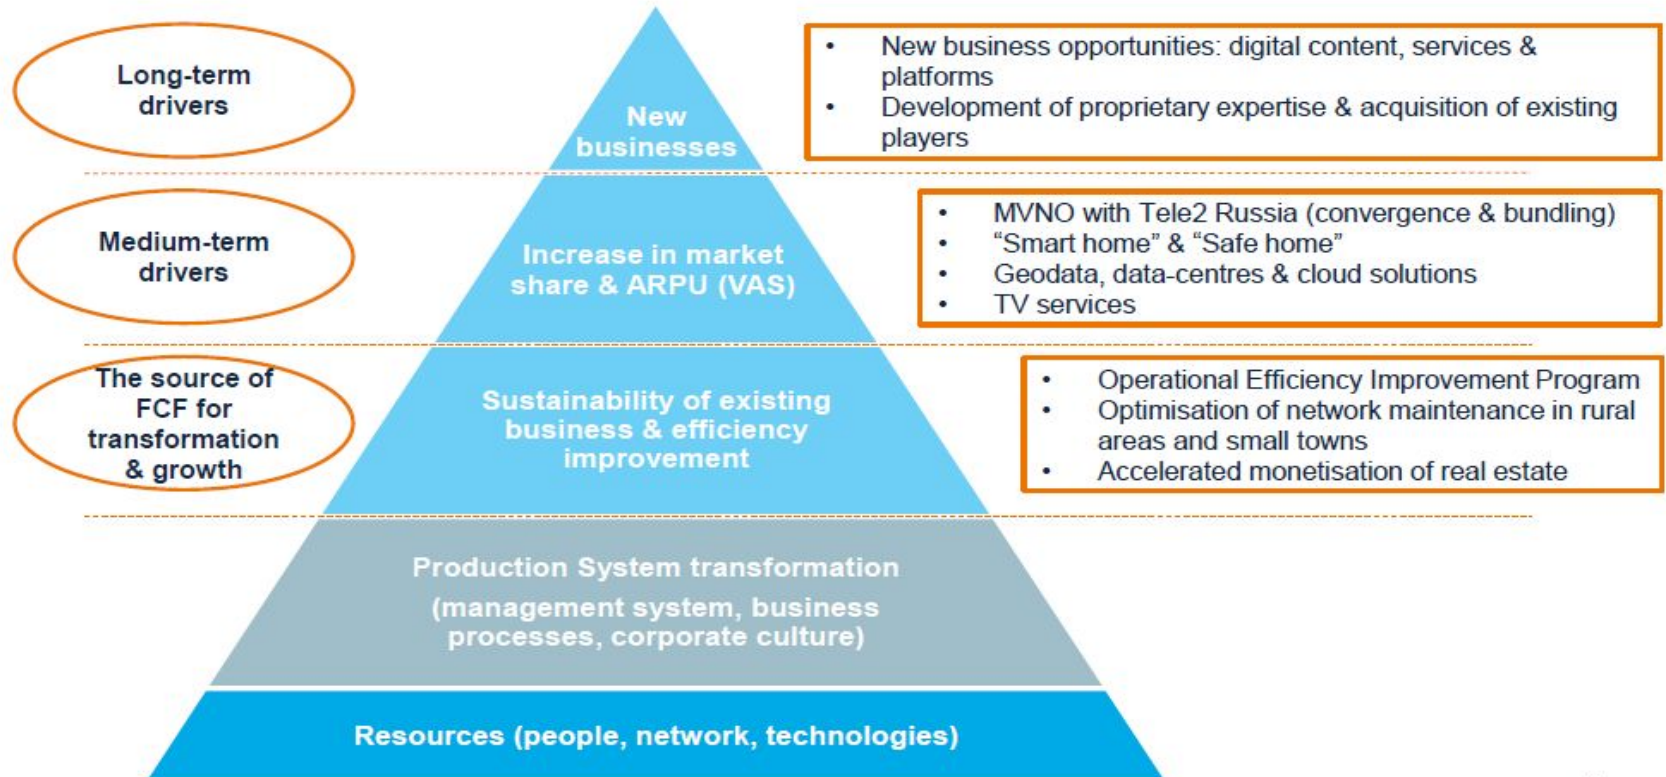 Long-term
drivers
New
businesses
• New business opportunities: digital content, services &
platforms
• Development of proprietary expertise & acquisition of existing
players
Medium-term
drivers
Increase in market
share & ARPU (VAS)
• MVNO with Tele2 Russia (convergence & bundling)
• “Smart home” & “Safe home”
• Geodata, data-centres & cloud solutions
• TV services
The source of
FCF for
transformation
& growth
Sustainability of existing
business & efficiency
improvement
• Operational Efficiency Improvement Program
• Optimisation of network maintenance in rural
areas and small towns
• Accelerated monetisation of real estate
Production System transformation
(management system, business
processes, corporate culture)
Resources (people, network, technologies)